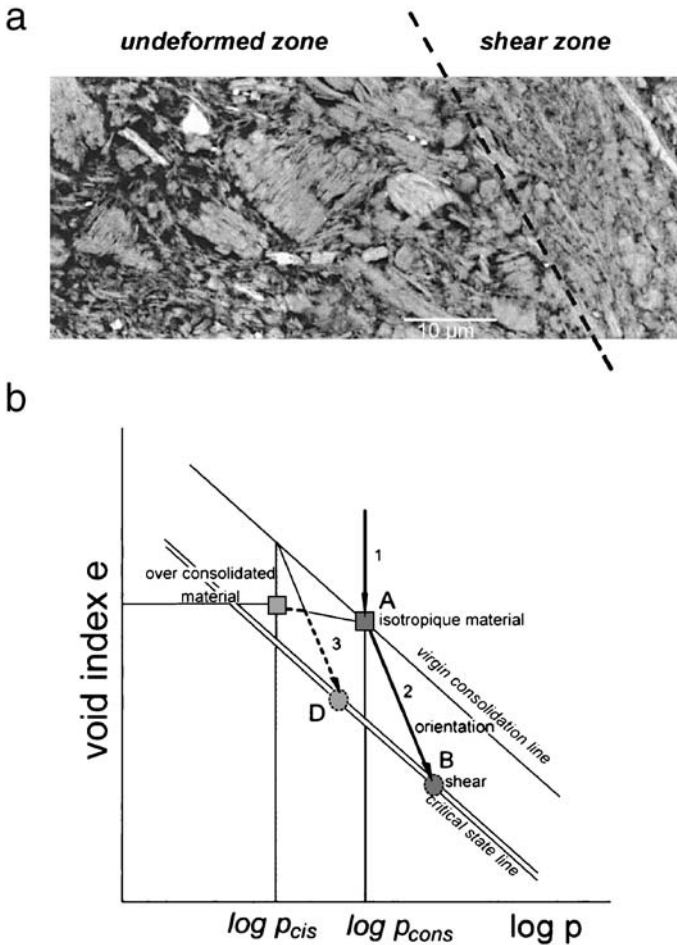 a
undeformed zone
shear zone
10 µm
b
void index e
over consolidated
material
1
A
isotropique material
3
2
virgin consolidation line
D
orientation
B
shear
critical state line
log pcis
log pcons
log p